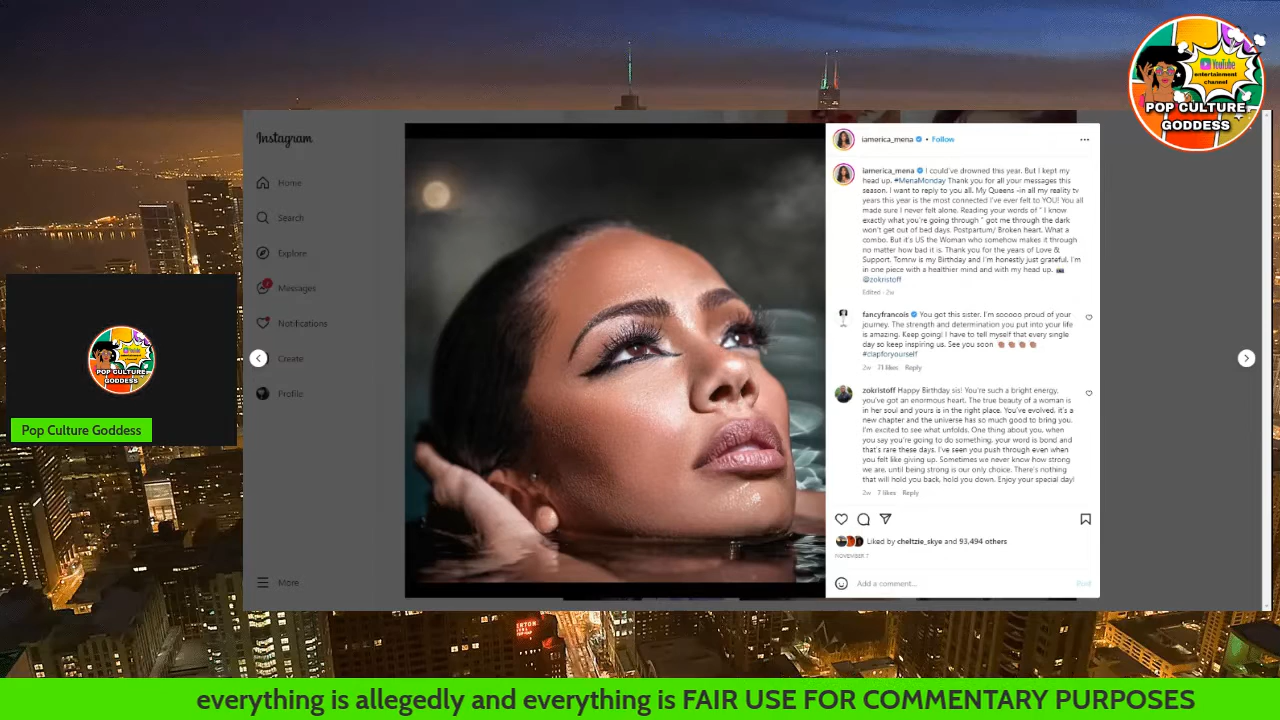 YouTube
entertainment
channel
POP CULTURE
GODDESS
Instagram
Home
Search
Explore
Messages
Notifications
Create
Profile
More
iamerica_mena • Follow
iamerica_mena I could've drowned this year. But I kept my
head up. #MenaMonday Thank you for all your messages this
season. I want to reply to you all. My Queens -in all my reality tv
years this year is the most connected I've ever felt to YOU! You all
made sure I never felt alone. Reading your words of " I know
exactly what you're going through " got me through the dark
won't get out of bed days. Postpartum/ Broken heart. What a
combo. But it's US the Woman who somehow makes it through
no matter how bad it is. Thank you for the years of Love &
Support. Tomrw is my Birthday and I'm honestly just grateful. I'm
in one piece with a healthier mind and with my head up. 📷
@zokristoff
Edited · 2w
fancyfrancois You got this sister. I'm sooooo proud of your
journey. The strength and determination you put into your life
is amazing. Keep going! I have to tell myself that every single
day so keep inspiring us. See you soon 👏🏽 👏🏽 👏🏽 👏🏽
#clapforyourself
2w 71 likes Reply
zokristoff Happy Birthday sis! You're such a bright energy,
you've got an enormous heart. The true beauty of a woman is
in her soul and yours is in the right place. You've evolved, it's a
new chapter and the universe has so much good to bring you.
I'm excited to see what unfolds. One thing about you, when
you say you're going to do something, your word is bond and
that's rare these days. I've seen you push through even when
you felt like giving up. Sometimes we never know how strong
we are, until being strong is our only choice. There's nothing
that will hold you back, hold you down. Enjoy your special day!
2w 7 likes Reply
Liked by cheltzie_skye and 93,494 others
NOVEMBER 7
Add a comment...
Post
POP CULTURE
GODDESS
Pop Culture Goddess
everything is allegedly and everything is FAIR USE FOR COMMENTARY PURPOSES